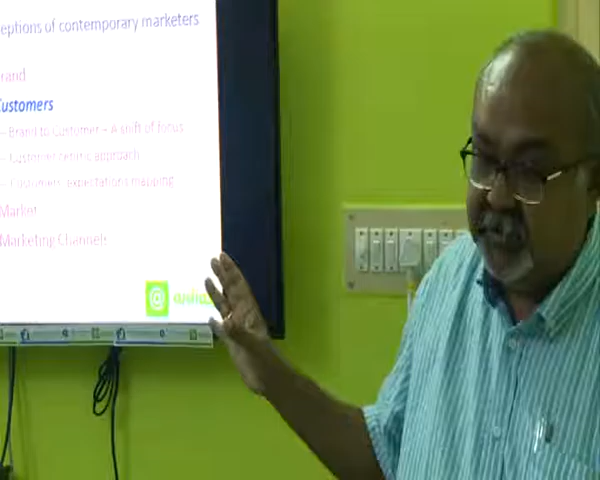 eptions of contemporary marketers
rand
Customers
– Brand to Customer – A shift of focus
– Customer centric approach
– Customers' expectations mapping
Market
Marketing Channels
@